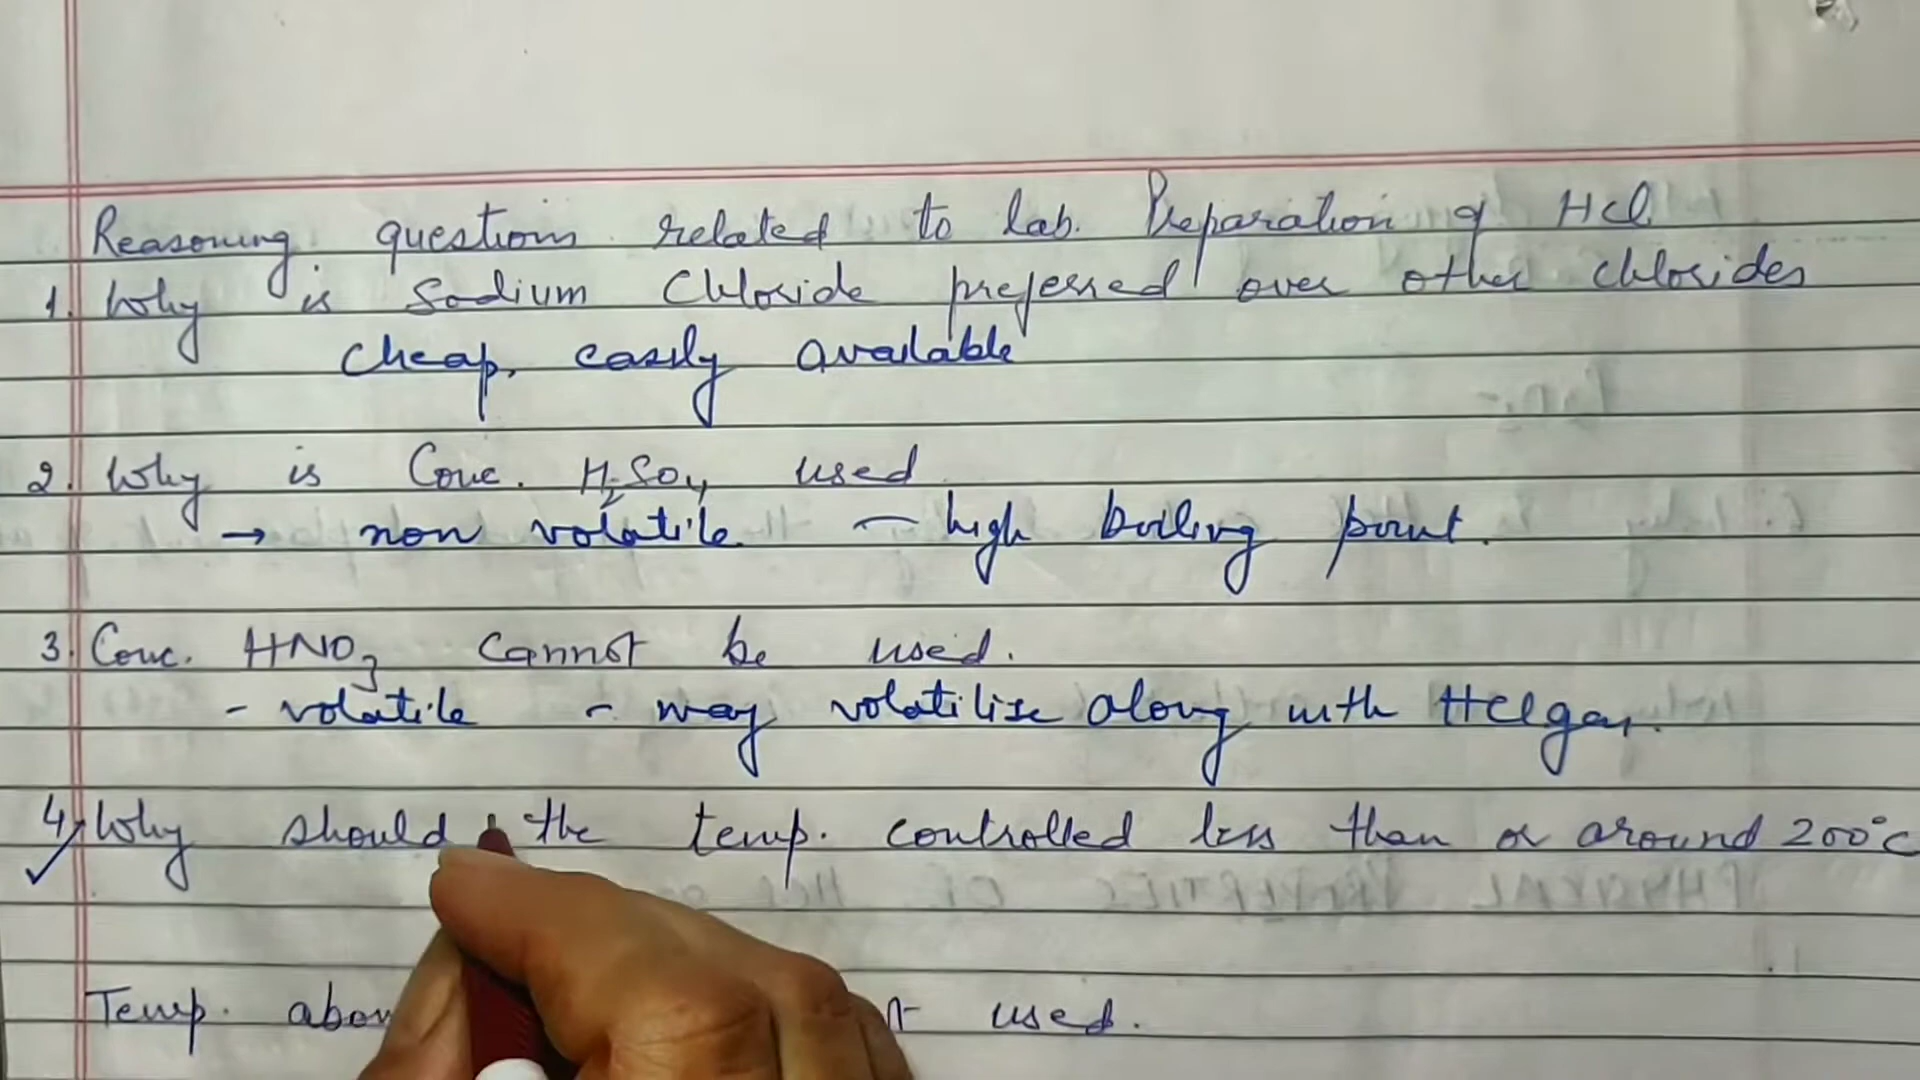 Reasoning questions related to lab. Preparation of HCl
1. Why is Sodium Chloride preferred over other chlorides
cheap, easily available
2. Why is Conc. H2SO4 used
→ non volatile - high boiling point.
3. Conc. HNO3 cannot be used.
- volatile - may volatilise along with HCl gas.
4. Why should the temp. controlled less than or around 200°C
Temp. used.